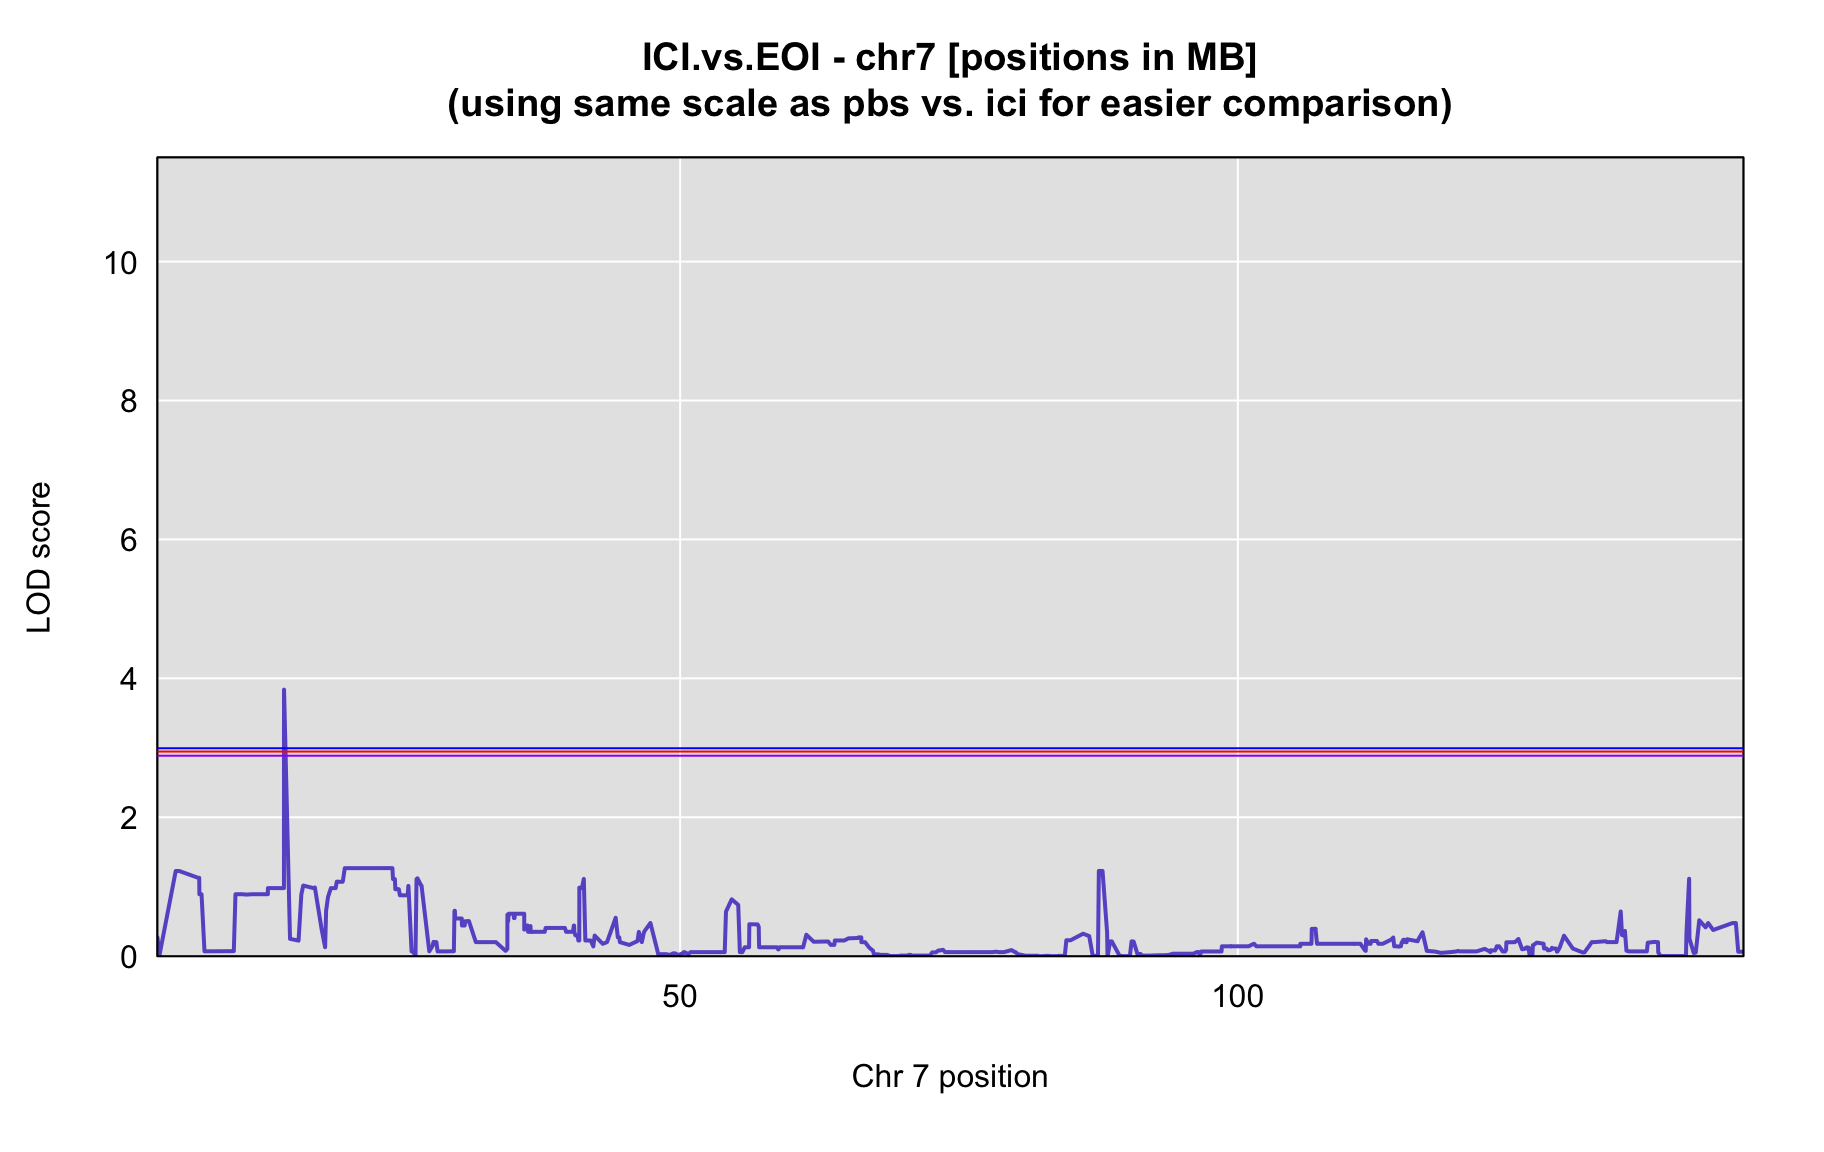 ICI.vs.EOI - chr7 [positions in MB]
(using same scale as pbs vs. ici for easier comparison)
10
8
6
4
2
0
LOD score
50
100
Chr 7 position